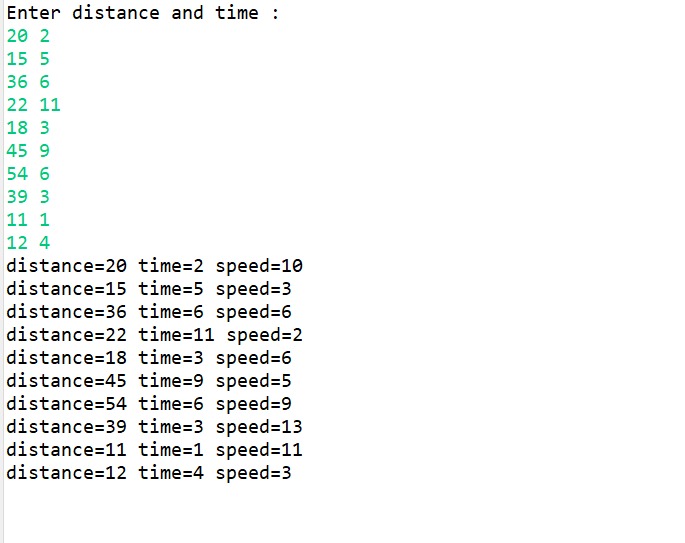 Enter distance and time :
20 2
15 5
36 6
22 11
18 3
45 9
54 6
39 3
11 1
12 4
distance=20 time=2 speed=10
distance=15 time=5 speed=3
distance=36 time=6 speed=6
distance=22 time=11 speed=2
distance=18 time=3 speed=6
distance=45 time=9 speed=5
distance=54 time=6 speed=9
distance=39 time=3 speed=13
distance=11 time=1 speed=11
distance=12 time=4 speed=3